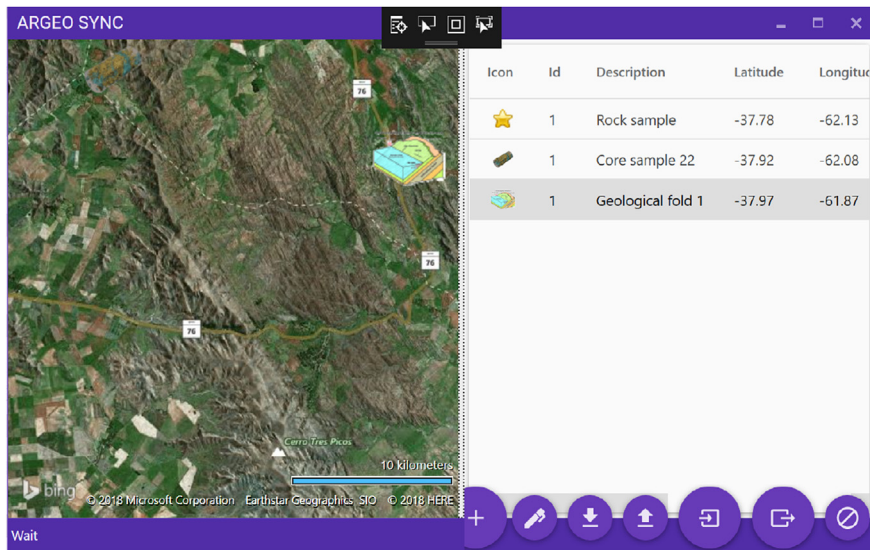 ARGEO SYNC
76
76
76
Cerro Tres Picos
10 kilometers
bing
© 2018 Microsoft Corporation Earthstar Geographics SIO © 2018 HERE
Icon Id Description Latitude Longitud
1 Rock sample -37.78 -62.13
1 Core sample 22 -37.92 -62.08
1 Geological fold 1 -37.97 -61.87
Wait